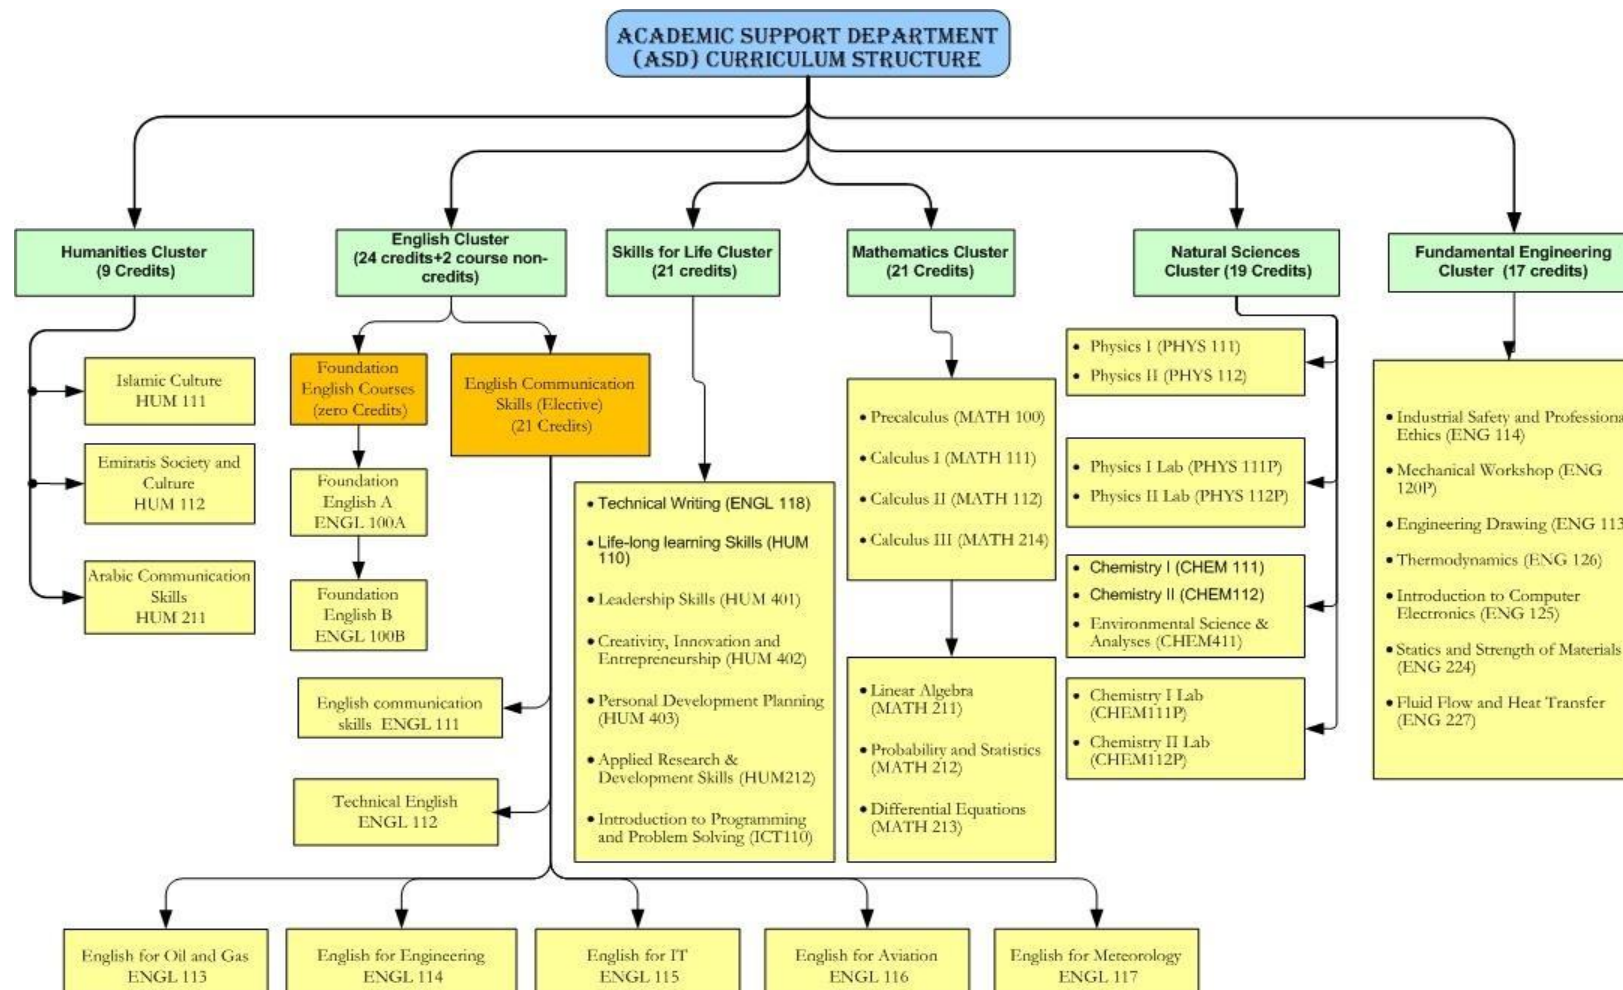 ACADEMIC SUPPORT DEPARTMENT
(ASD) CURRICULUM STRUCTURE
Humanities Cluster
(9 Credits)
English Cluster
(24 credits+2 course non-
credits)
Skills for Life Cluster
(21 credits)
Mathematics Cluster
(21 Credits)
Natural Sciences
Cluster (19 Credits)
Fundamental Engineering
Cluster (17 credits)
Islamic Culture
HUM 111
Emiratis Society and
Culture
HUM 112
Arabic Communication
Skills
HUM 211
Foundation
English Courses
(zero Credits)
English Communication
Skills (Elective)
(21 Credits)
Foundation
English A
ENGL 100A
Foundation
English B
ENGL 100B
English communication
skills ENGL 111
Technical English
ENGL 112
• Technical Writing (ENGL 118)
• Life-long learning Skills (HUM
110)
• Leadership Skills (HUM 401)
• Creativity, Innovation and
Entrepreneurship (HUM 402)
• Personal Development Planning
(HUM 403)
• Applied Research &
Development Skills (HUM212)
• Introduction to Programming
and Problem Solving (ICT110)
• Precalculus (MATH 100)
• Calculus I (MATH 111)
• Calculus II (MATH 112)
• Calculus III (MATH 214)
• Linear Algebra
(MATH 211)
• Probability and Statistics
(MATH 212)
• Differential Equations
(MATH 213)
• Physics I (PHYS 111)
• Physics II (PHYS 112)
• Physics I Lab (PHYS 111P)
• Physics II Lab (PHYS 112P)
• Chemistry I (CHEM 111)
• Chemistry II (CHEM112)
• Environmental Science &
Analyses (CHEM411)
• Chemistry I Lab
(CHEM111P)
• Chemistry II Lab
(CHEM112P)
• Industrial Safety and Professiona
Ethics (ENG 114)
• Mechanical Workshop (ENG
120P)
• Engineering Drawing (ENG 113
• Thermodynamics (ENG 126)
• Introduction to Computer
Electronics (ENG 125)
• Statics and Strength of Materials
(ENG 224)
• Fluid Flow and Heat Transfer
(ENG 227)
English for Oil and Gas
ENGL 113
English for Engineering
ENGL 114
English for IT
ENGL 115
English for Aviation
ENGL 116
English for Meteorology
ENGL 117